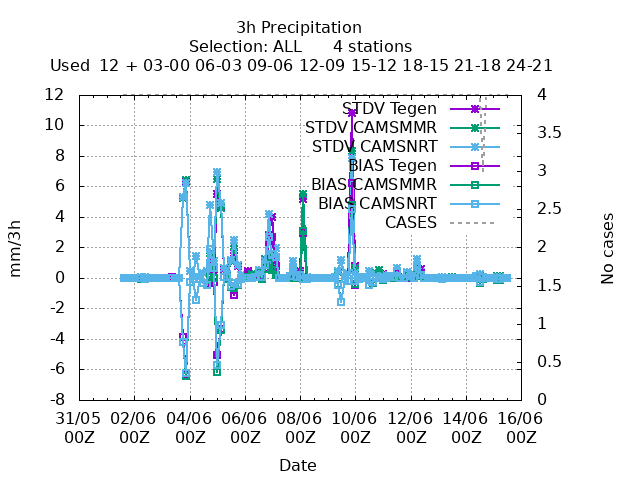 3h Precipitation
Selection: ALL 4 stations
Used 12 + 03-00 06-03 09-06 12-09 15-12 18-15 21-18 24-21
12 4
STDV Tegen
10 3.5
STDV CAMSMMR
STDV CAMSNRT
8 3
BIAS Tegen
BIAS CAMSMMR
6 2.5
BIAS CAMSNRT
CASES
4 2
2 1.5
0 1
-2 0.5
-4 0
-6
-8
mm/3h
No cases
31/05 02/06 04/06 06/06 08/06 10/06 12/06 14/06 16/06
00Z 00Z 00Z 00Z 00Z 00Z 00Z 00Z 00Z
Date